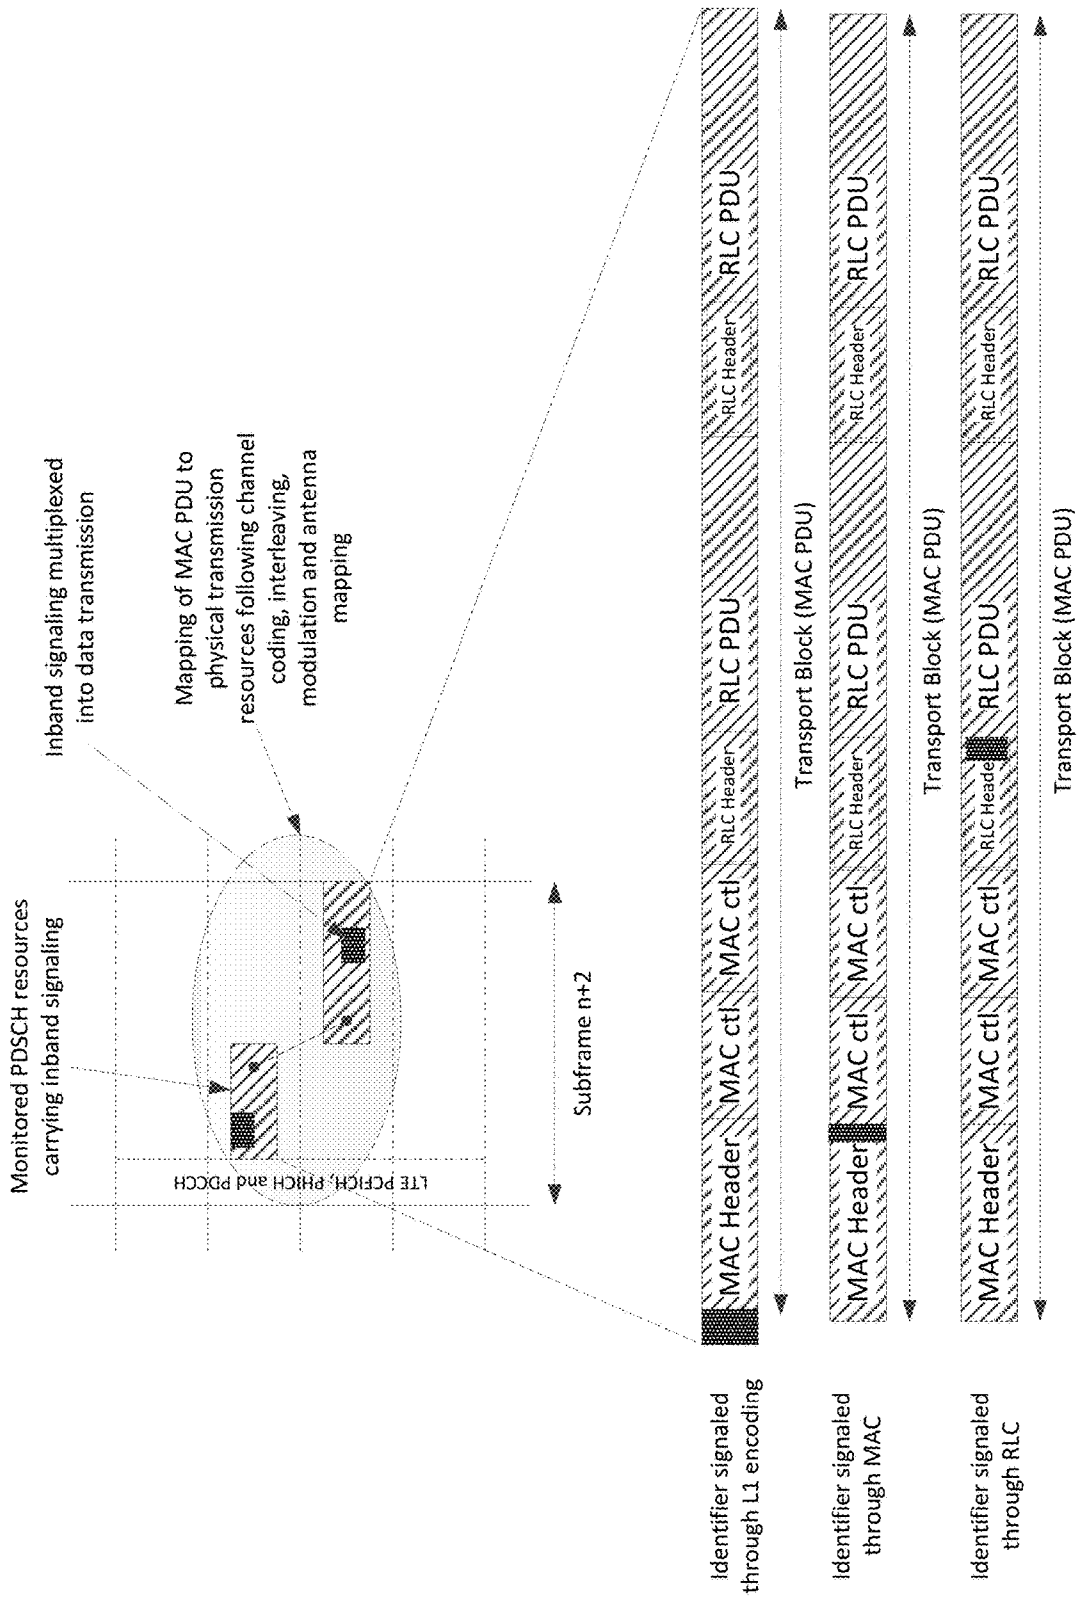 Monitored PDSCH resources
carrying inband signaling
Inband signaling multiplexed
into data transmission
Mapping of MAC PDU to
physical transmission
resources following channel
coding, interleaving,
modulation and antenna
mapping
LTE PCFICH, PHICH and PDCCH
Subframe n+2
Identifier signaled
through L1 encoding
MAC Header MAC ctl MAC ctl RLC Header RLC PDU RLC Header RLC PDU
Transport Block (MAC PDU)
Identifier signaled
through MAC
MAC Header MAC ctl MAC ctl RLC Header RLC PDU RLC Header RLC PDU
Transport Block (MAC PDU)
Identifier signaled
through RLC
MAC Header MAC ctl MAC ctl RLC Header RLC PDU RLC Header RLC PDU
Transport Block (MAC PDU)